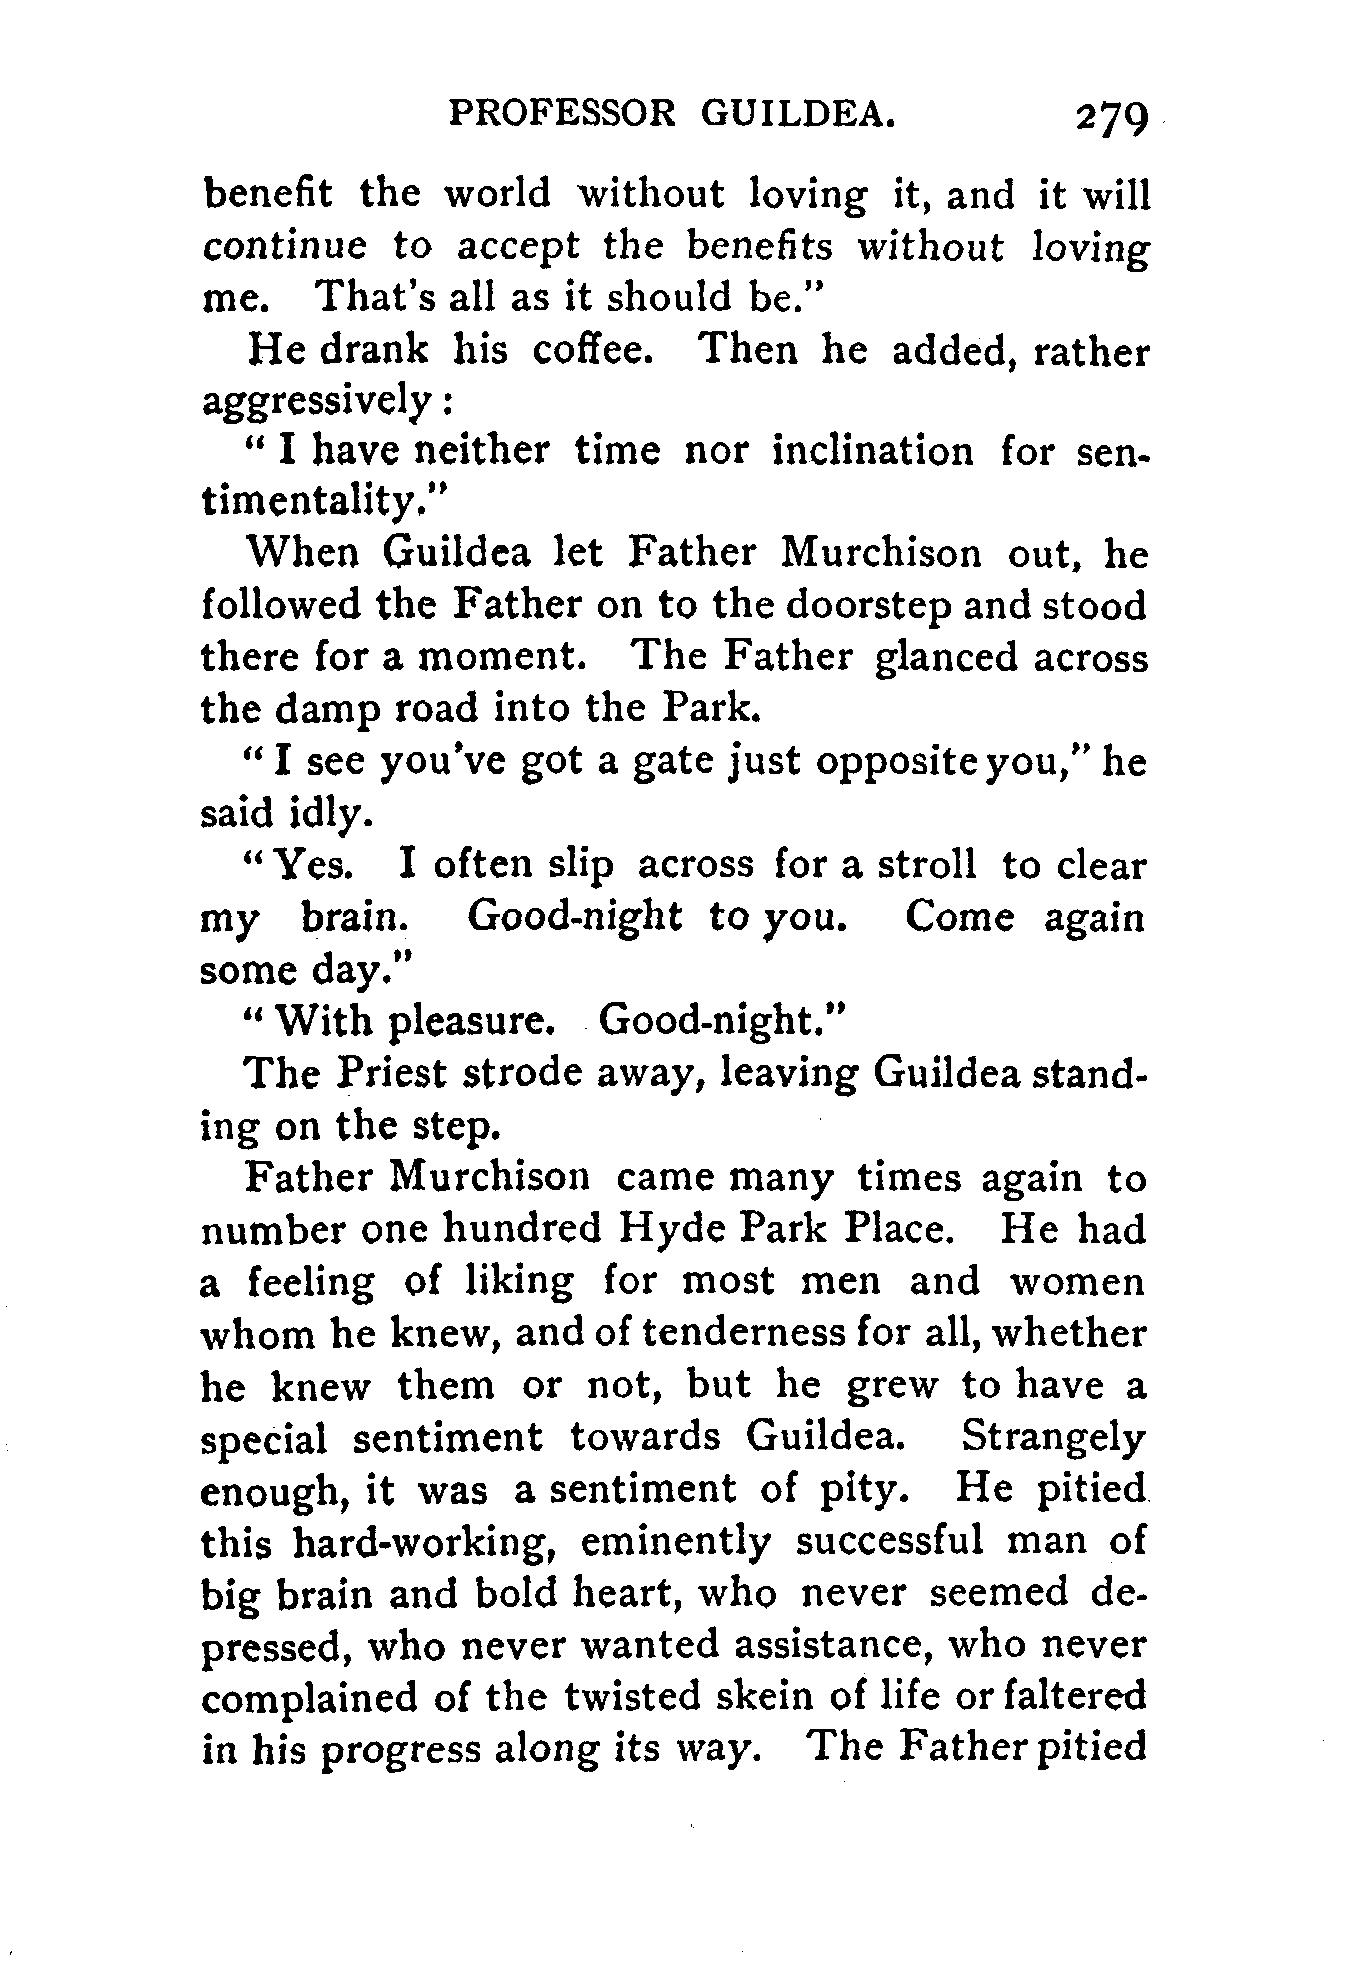 PROFESSOR GUILDEA. 279
benefit the world without loving it, and it will
continue to accept the benefits without loving
me. That's all as it should be."
He drank his coffee. Then he added, rather
aggressively :
" I have neither time nor inclination for sen-
timentality."
When Guildea let Father Murchison out, he
followed the Father on to the doorstep and stood
there for a moment. The Father glanced across
the damp road into the Park.
" I see you've got a gate just opposite you," he
said idly.
" Yes. I often slip across for a stroll to clear
my brain. Good-night to you. Come again
some day."
" With pleasure. Good-night."
The Priest strode away, leaving Guildea stand-
ing on the step.
Father Murchison came many times again to
number one hundred Hyde Park Place. He had
a feeling of liking for most men and women
whom he knew, and of tenderness for all, whether
he knew them or not, but he grew to have a
special sentiment towards Guildea. Strangely
enough, it was a sentiment of pity. He pitied
this hard-working, eminently successful man of
big brain and bold heart, who never seemed de-
pressed, who never wanted assistance, who never
complained of the twisted skein of life or faltered
in his progress along its way. The Father pitied